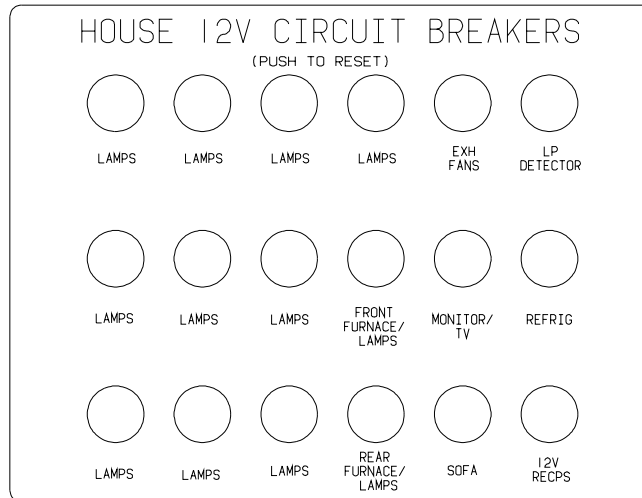 HOUSE 12V CIRCUIT BREAKERS
(PUSH TO RESET)
LAMPS
LAMPS
LAMPS
LAMPS
EXH
FANS
LP
DETECTOR
LAMPS
LAMPS
LAMPS
FRONT
FURNACE/
LAMPS
MONITOR/
TV
REFRIG
LAMPS
LAMPS
LAMPS
REAR
FURNACE/
LAMPS
SOFA
12V
RECPS